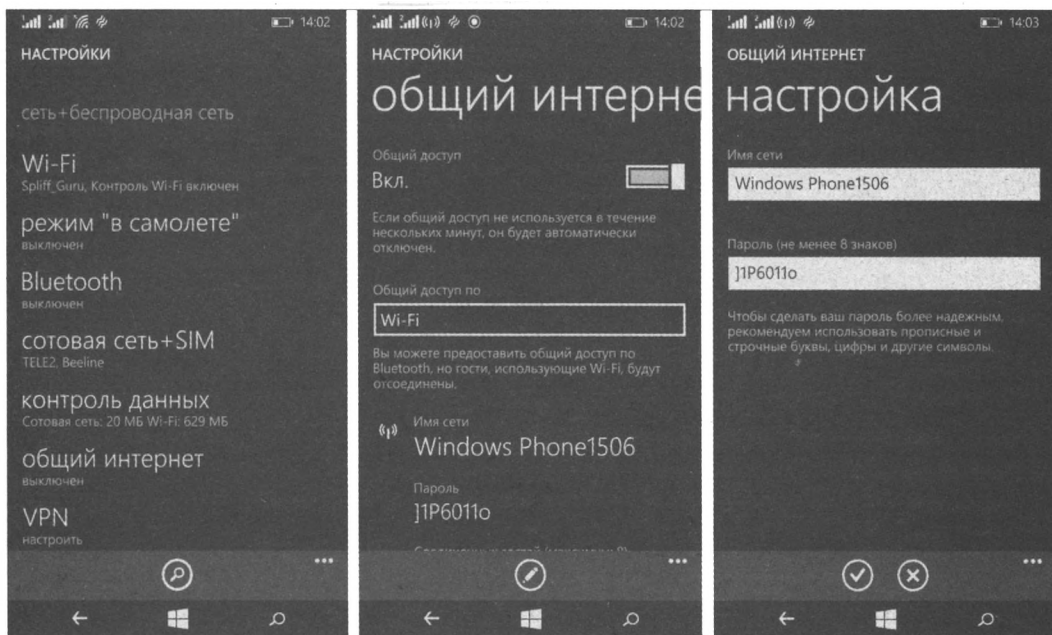 14:02
НАСТРОЙКИ
сеть+беспроводная сеть
Wi-Fi
Spliff_Guru, Контроль Wi-Fi включен
режим "в самолете"
выключен
Bluetooth
выключен
сотовая сеть+SIM
TELE2, Beeline
контроль данных
Сотовая сеть: 20 МБ Wi-Fi: 629 МБ
общий интернет
выключен
VPN
настроить
14:02
НАСТРОЙКИ
общий интерне
Общий доступ
Вкл.
Если общий доступ не используется в течение
нескольких минут, он будет автоматически
отключен.
Общий доступ по
Wi-Fi
Вы можете предоставить общий доступ по
Bluetooth, но гости, использующие Wi-Fi, будут
отсоединены.
Имя сети
Windows Phone1506
Пароль
]1P6011o
14:03
ОБЩИЙ ИНТЕРНЕТ
настройка
Имя сети
Windows Phone1506
Пароль (не менее 8 знаков)
]1P6011o
Чтобы сделать ваш пароль более надежным,
рекомендуем использовать прописные и
строчные буквы, цифры и другие символы.